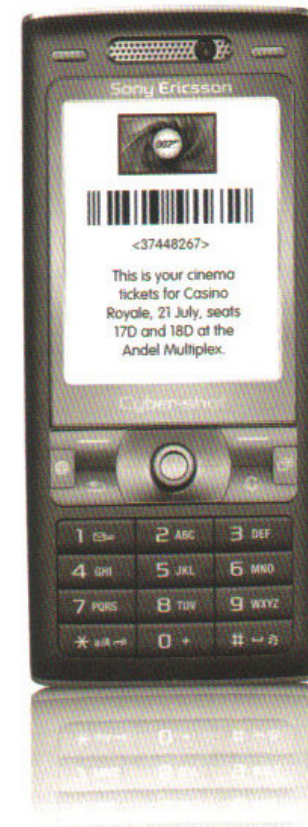 Sony Ericsson
007
<37448267>
This is your cinema
tickets for Casino
Royale, 21 July, seats
17D and 18D at the
Andel Multiplex.
Cyber-shot
1 2 ABC 3 DEF
4 GHI 5 JKL 6 MNO
7 PQRS 8 TUV 9 WXYZ
* a/A 0 + #